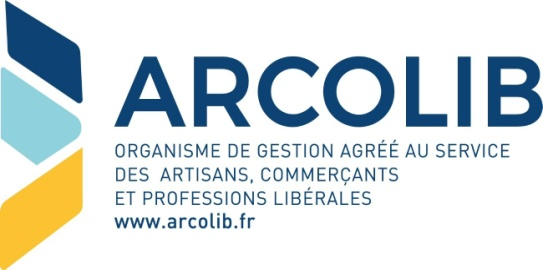 ARCOLIB
ORGANISME DE GESTION AGRÉÉ AU SERVICE
DES ARTISANS, COMMERÇANTS
ET PROFESSIONS LIBÉRALES
www.arcolib.fr